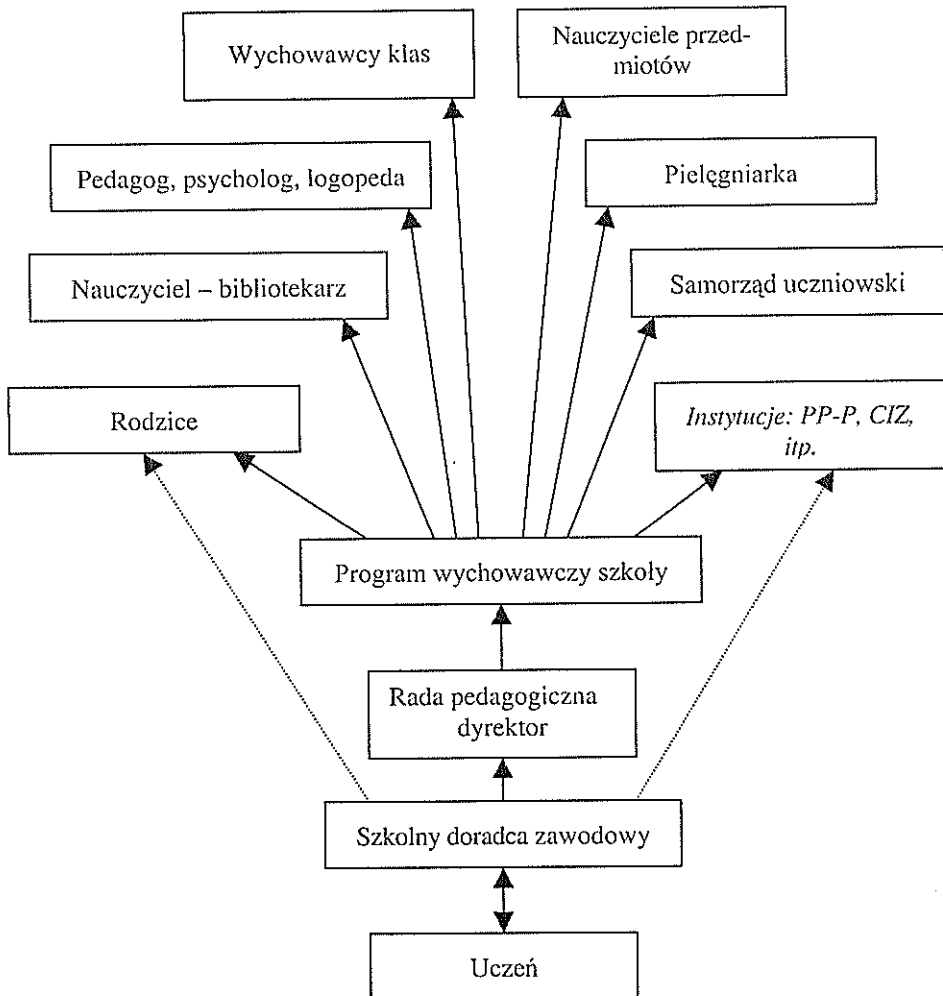 Wychowawcy klas
Nauczyciele przed-
miotów
Pedagog, psycholog, logopeda
Pielęgniarka
Nauczyciel – bibliotekarz
Samorząd uczniowski
Rodzice
Instytucje: PP-P, CIZ,
itp.
Program wychowawczy szkoły
Rada pedagogiczna
dyrektor
Szkolny doradca zawodowy
Uczeń